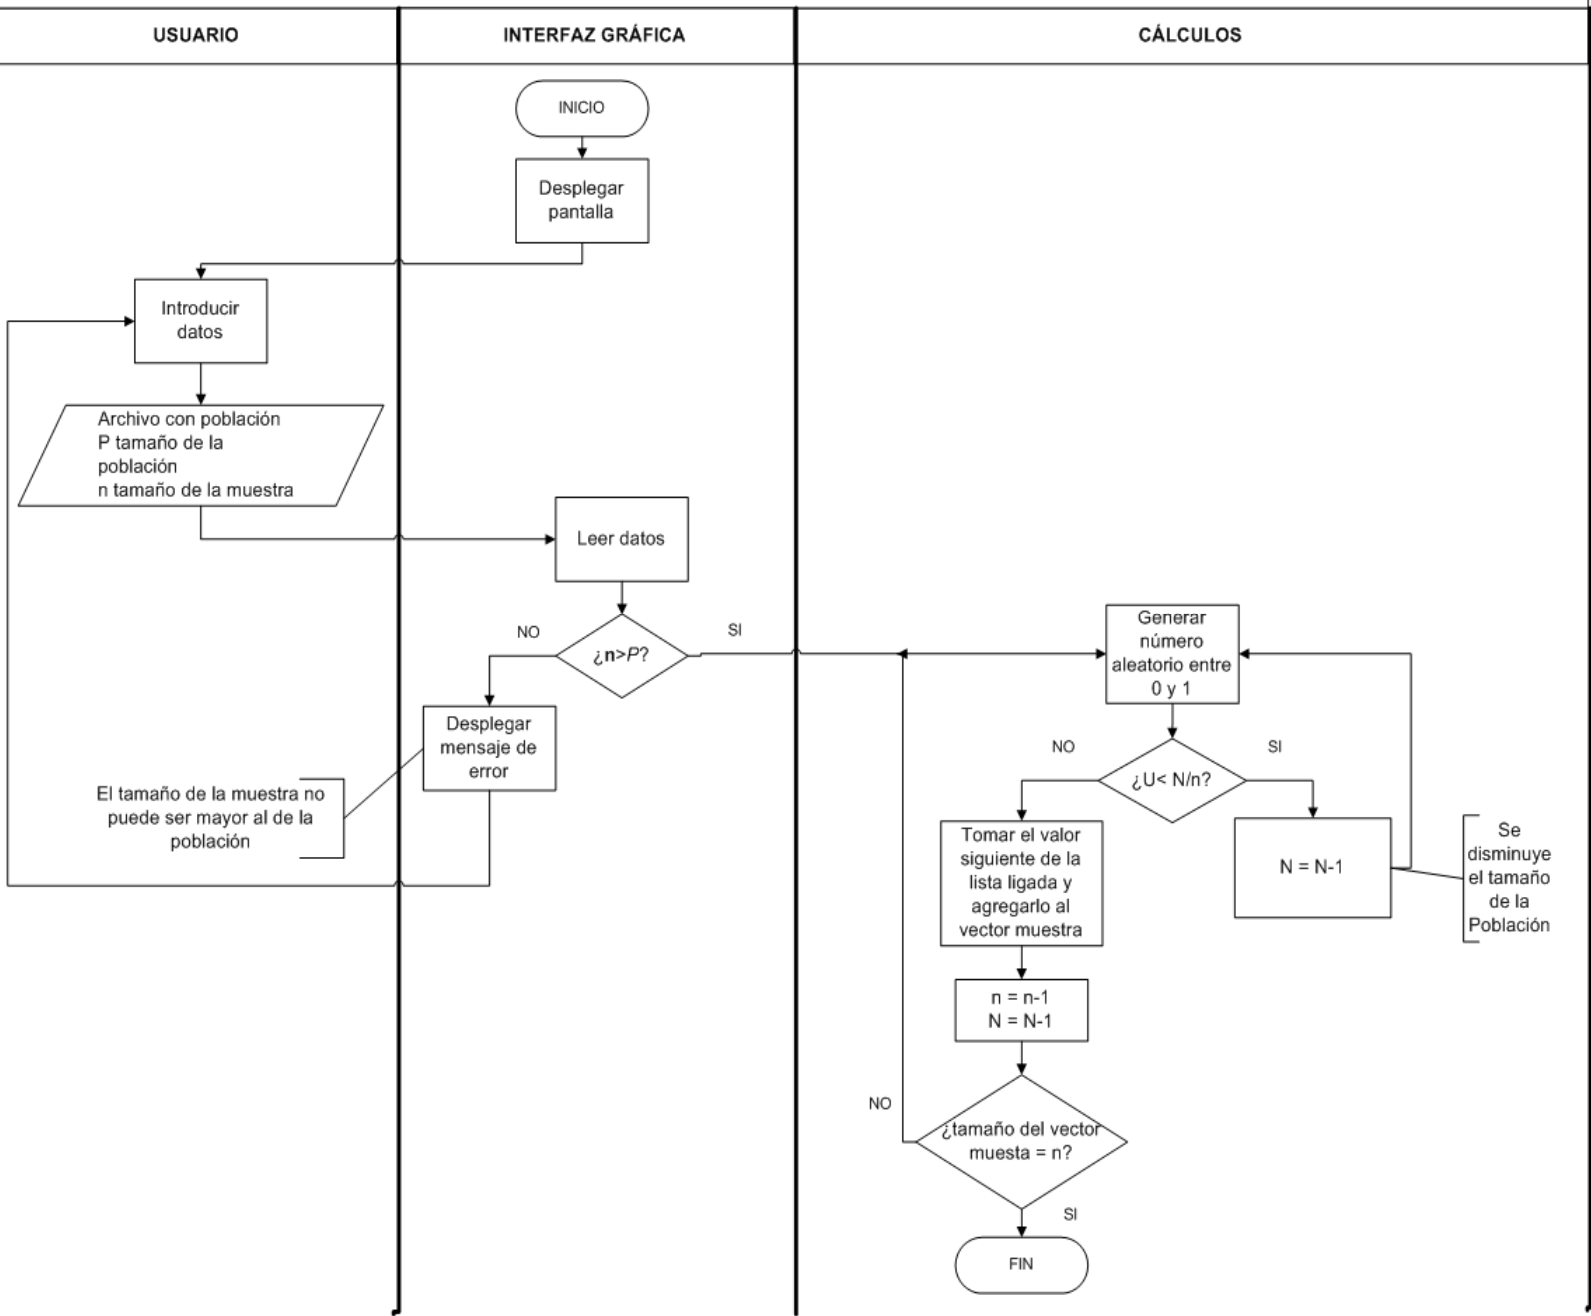 USUARIO
INTERFAZ GRÁFICA
CÁLCULOS
INICIO
Desplegar
pantalla
Introducir
datos
Archivo con población
P tamaño de la
población
n tamaño de la muestra
Leer datos
NO
¿n>P?
SI
Desplegar
mensaje de
error
El tamaño de la muestra no
puede ser mayor al de la
población
Generar
número
aleatorio entre
0 y 1
NO
¿U< N/n?
SI
Tomar el valor
siguiente de la
lista ligada y
agregarlo al
vector muestra
N = N-1
Se
disminuye
el tamaño
de la
Población
n = n-1
N = N-1
NO
¿tamaño del vector
muesta = n?
SI
FIN